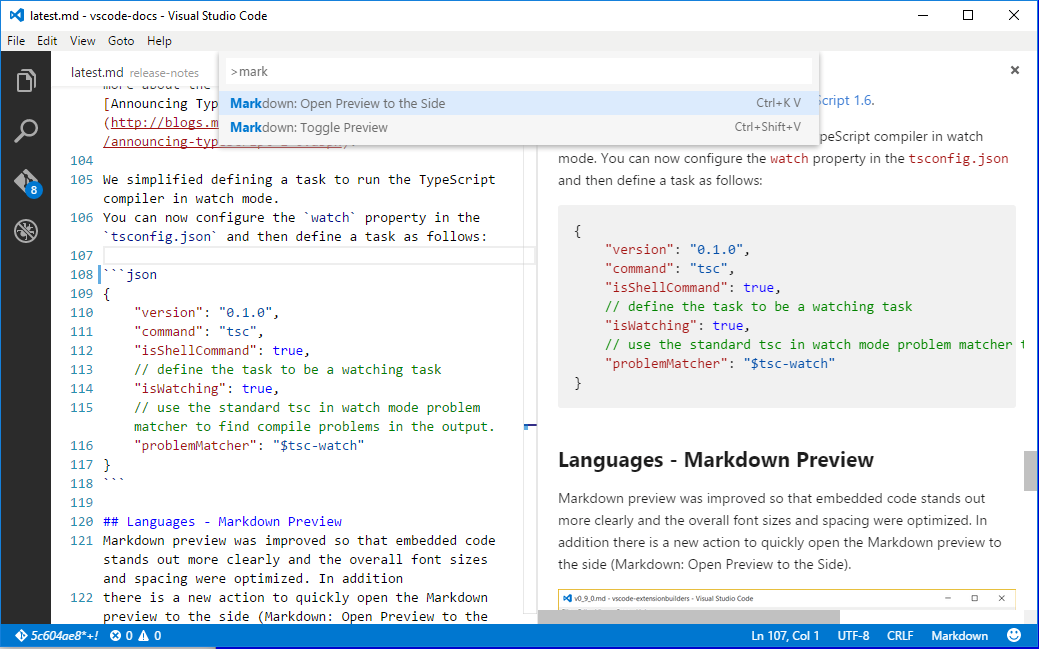 latest.md - vscode-docs - Visual Studio Code
File Edit View Goto Help
latest.md release-notes
>mark
Markdown: Open Preview to the Side Ctrl+K V
Markdown: Toggle Preview Ctrl+Shift+V
more about the
[Announcing Typ
(http://blogs.m
104
105 We simplified defining a task to run the TypeScript
compiler in watch mode.
106 You can now configure the `watch` property in the
`tsconfig.json` and then define a task as follows:
107
108 ```json
109 {
110 "version": "0.1.0",
111 "command": "tsc",
112 "isShellCommand": true,
113 // define the task to be a watching task
114 "isWatching": true,
115 // use the standard tsc in watch mode problem
matcher to find compile problems in the output.
116 "problemMatcher": "$tsc-watch"
117 }
118 ```
119
120 ## Languages - Markdown Preview
121 Markdown preview was improved so that embedded code
stands out more clearly and the overall font sizes
and spacing were optimized. In addition
122 there is a new action to quickly open the Markdown
preview to the side (Markdown: Open Preview to the
Script 1.6.
TypeScript compiler in watch
mode. You can now configure the watch property in the tsconfig.json
and then define a task as follows:
{
"version": "0.1.0",
"command": "tsc",
"isShellCommand": true,
// define the task to be a watching task
"isWatching": true,
// use the standard tsc in watch mode problem matcher t
"problemMatcher": "$tsc-watch"
}
Languages - Markdown Preview
Markdown preview was improved so that embedded code stands out
more clearly and the overall font sizes and spacing were optimized. In
addition there is a new action to quickly open the Markdown preview to
the side (Markdown: Open Preview to the Side).
v0_9_0.md - vscode-extensionbuilders - Visual Studio Code
8
5c604ae8*+! 0 0 Ln 107, Col 1 UTF-8 CRLF Markdown